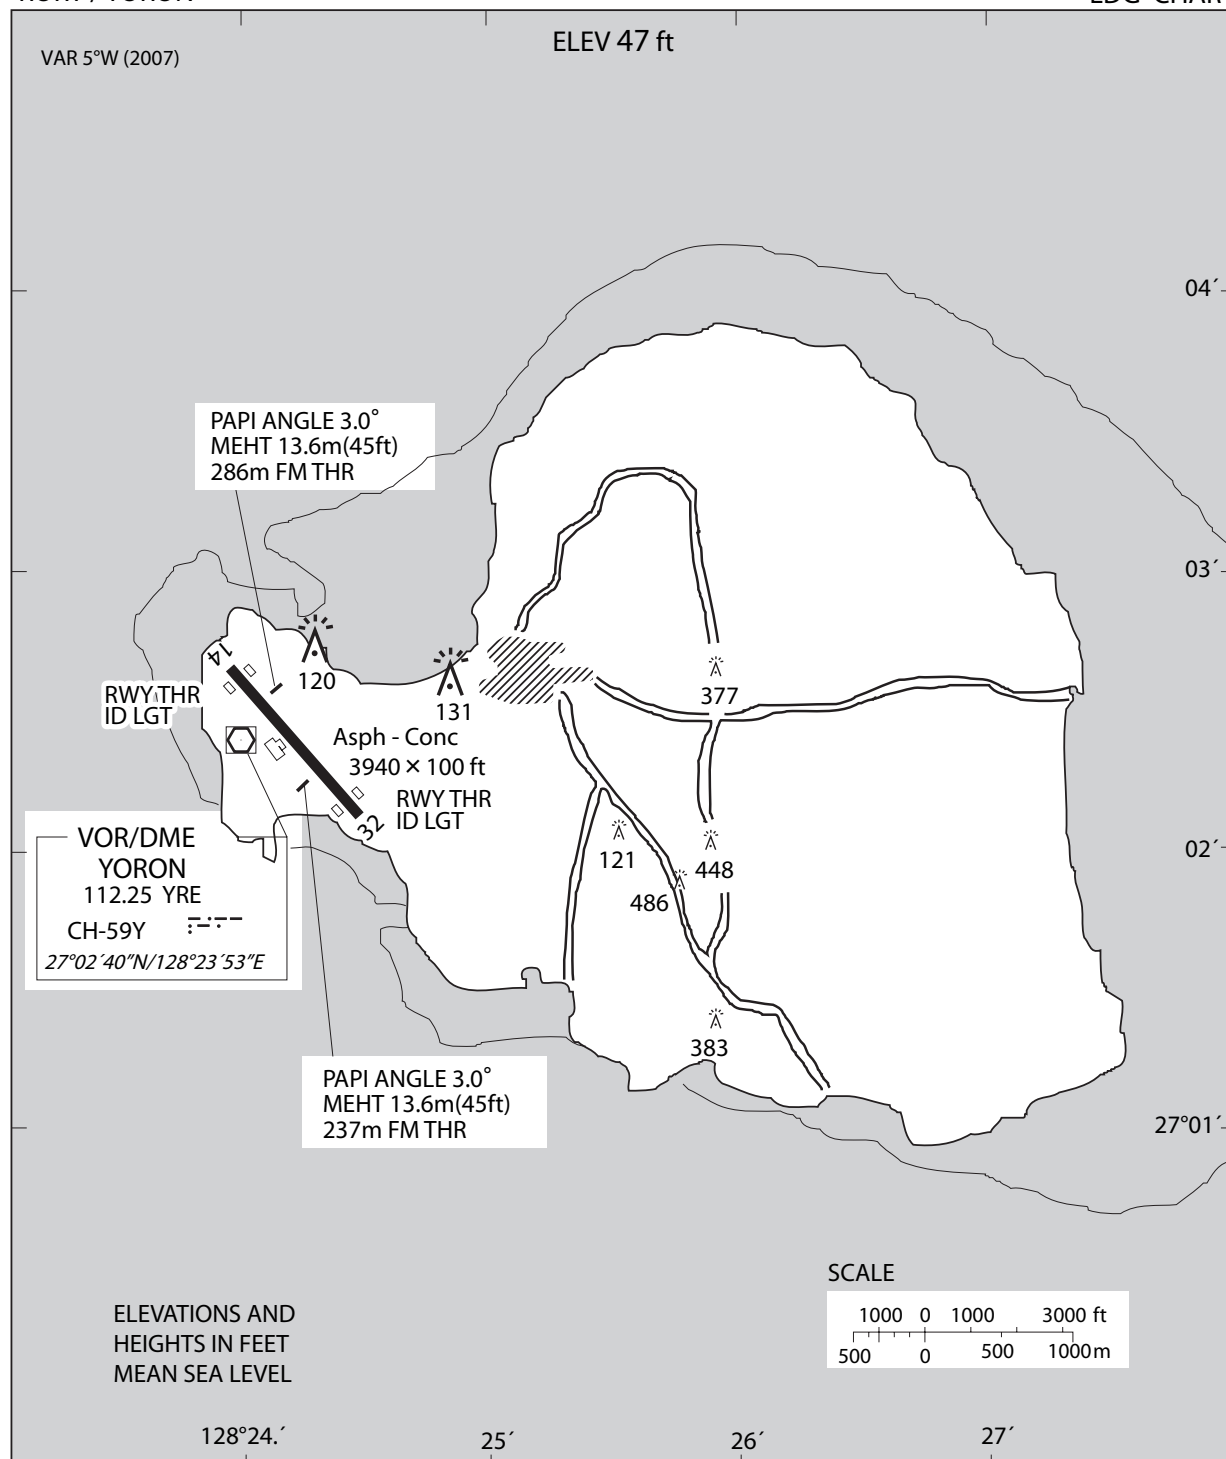 VAR 5°W (2007)
ELEV 47 ft
04´
PAPI ANGLE 3.0°
MEHT 13.6m(45ft)
286m FM THR
03´
14
120
131
377
RWY THR
ID LGT
Asph - Conc
3940 × 100 ft
RWY THR
ID LGT
32
121
448
02´
486
VOR/DME
YORON
112.25 YRE
CH-59Y
27°02´40”N/128°23´53”E
383
PAPI ANGLE 3.0°
MEHT 13.6m(45ft)
237m FM THR
27°01´
SCALE
1000 0 1000 3000 ft
500 0 500 1000m
ELEVATIONS AND
HEIGHTS IN FEET
MEAN SEA LEVEL
128°24.´ 25´ 26´ 27´